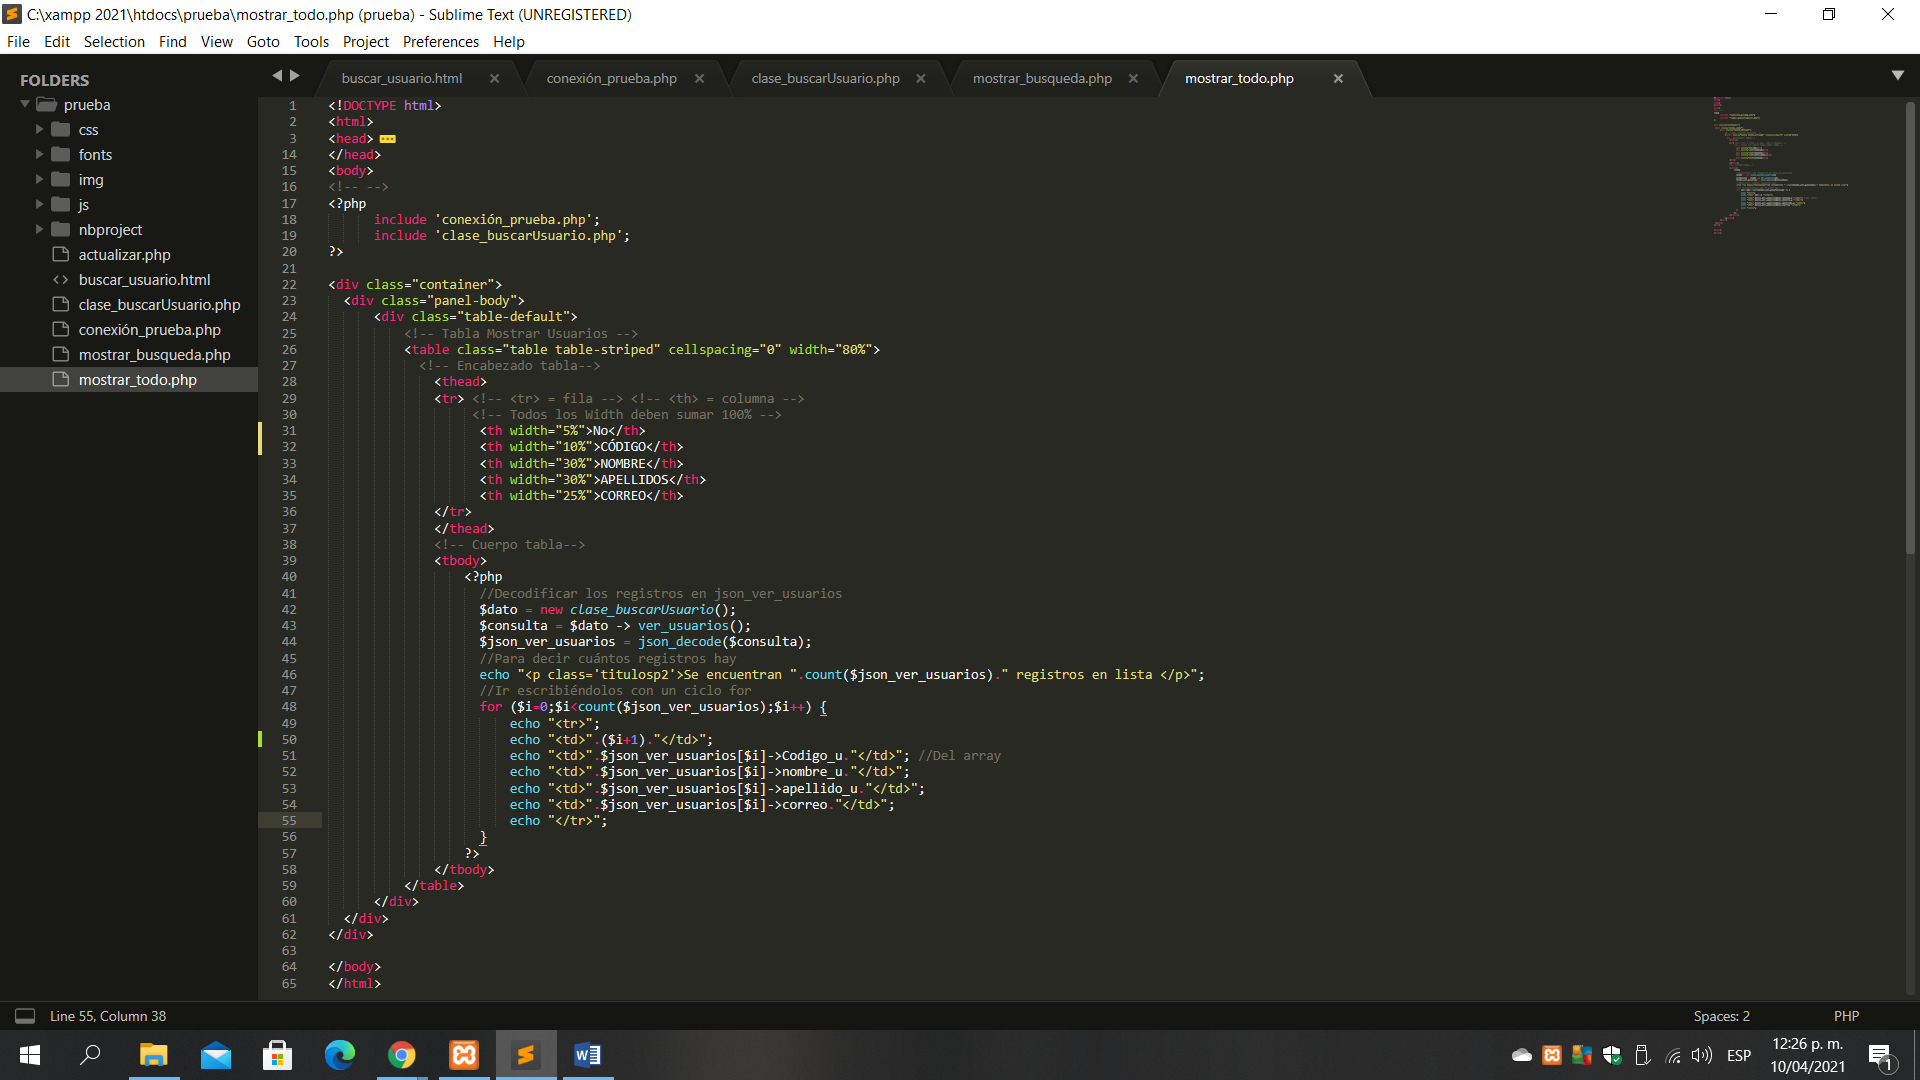 C:\xampp 2021\htdocs\prueba\mostrar_todo.php (prueba) - Sublime Text (UNREGISTERED)
File Edit Selection Find View Goto Tools Project Preferences Help
FOLDERS
prueba
css
fonts
img
js
nbproject
actualizar.php
buscar_usuario.html
clase_buscarUsuario.php
conexión_prueba.php
mostrar_busqueda.php
mostrar_todo.php
buscar_usuario.html conexión_prueba.php clase_buscarUsuario.php mostrar_busqueda.php mostrar_todo.php
1 <!DOCTYPE html>
2 <html>
3 <head>
14 </head>
15 <body>
16 <!-- -->
17 <?php
18 include 'conexión_prueba.php';
19 include 'clase_buscarUsuario.php';
20 ?>
21
22 <div class="container">
23 <div class="panel-body">
24 <div class="table-default">
25 <!-- Tabla Mostrar Usuarios -->
26 <table class="table table-striped" cellspacing="0" width="80%">
27 <!-- Encabezado tabla-->
28 <thead>
29 <tr> <!-- <tr> = fila --> <!-- <th> = columna -->
30 <!-- Todos los Width deben sumar 100% -->
31 <th width="5%">No</th>
32 <th width="10%">CÓDIGO</th>
33 <th width="30%">NOMBRE</th>
34 <th width="30%">APELLIDOS</th>
35 <th width="25%">CORREO</th>
36 </tr>
37 </thead>
38 <!-- Cuerpo tabla-->
39 <tbody>
40 <?php
41 //Decodificar los registros en json_ver_usuarios
42 $dato = new clase_buscarUsuario();
43 $consulta = $dato -> ver_usuarios();
44 $json_ver_usuarios = json_decode($consulta);
45 //Para decir cuántos registros hay
46 echo "<p class='titulosp2'>Se encuentran ".count($json_ver_usuarios)." registros en lista </p>";
47 //Ir escribiéndolos con un ciclo for
48 for ($i=0;$i<count($json_ver_usuarios);$i++) {
49 echo "<tr>";
50 echo "<td>".($i+1)."</td>";
51 echo "<td>".$json_ver_usuarios[$i]->Codigo_u."</td>"; //Del array
52 echo "<td>".$json_ver_usuarios[$i]->nombre_u."</td>";
53 echo "<td>".$json_ver_usuarios[$i]->apellido_u."</td>";
54 echo "<td>".$json_ver_usuarios[$i]->correo."</td>";
55 echo "</tr>";
56 }
57 ?>
58 </tbody>
59 </table>
60 </div>
61 </div>
62 </div>
63
64 </body>
65 </html>
Line 55, Column 38 Spaces: 2 PHP
ESP
12:26 p. m.
10/04/2021
1